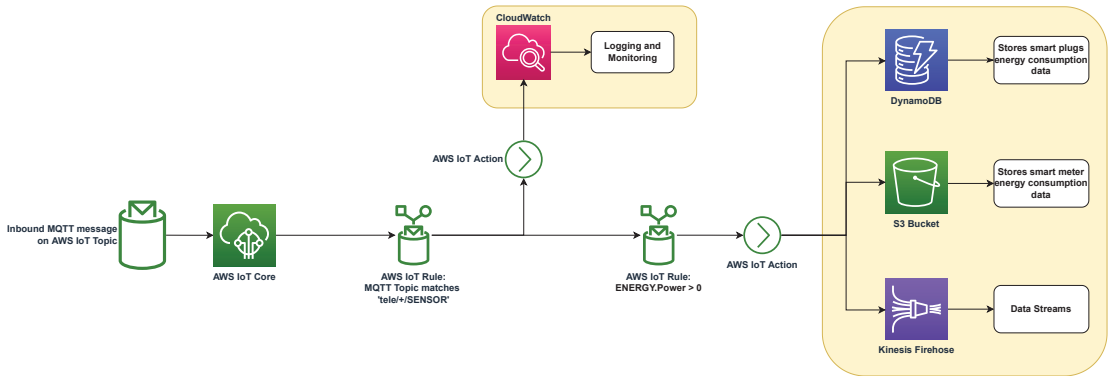 CloudWatch
Logging and
Monitoring
AWS IoT Action
Inbound MQTT message
on AWS IoT Topic
AWS IoT Core
AWS IoT Rule:
MQTT Topic matches
'tele/+/SENSOR'
AWS IoT Rule:
ENERGY.Power > 0
AWS IoT Action
DynamoDB
Stores smart plugs
energy consumption
data
S3 Bucket
Stores smart meter
energy consumption
data
Kinesis Firehose
Data Streams